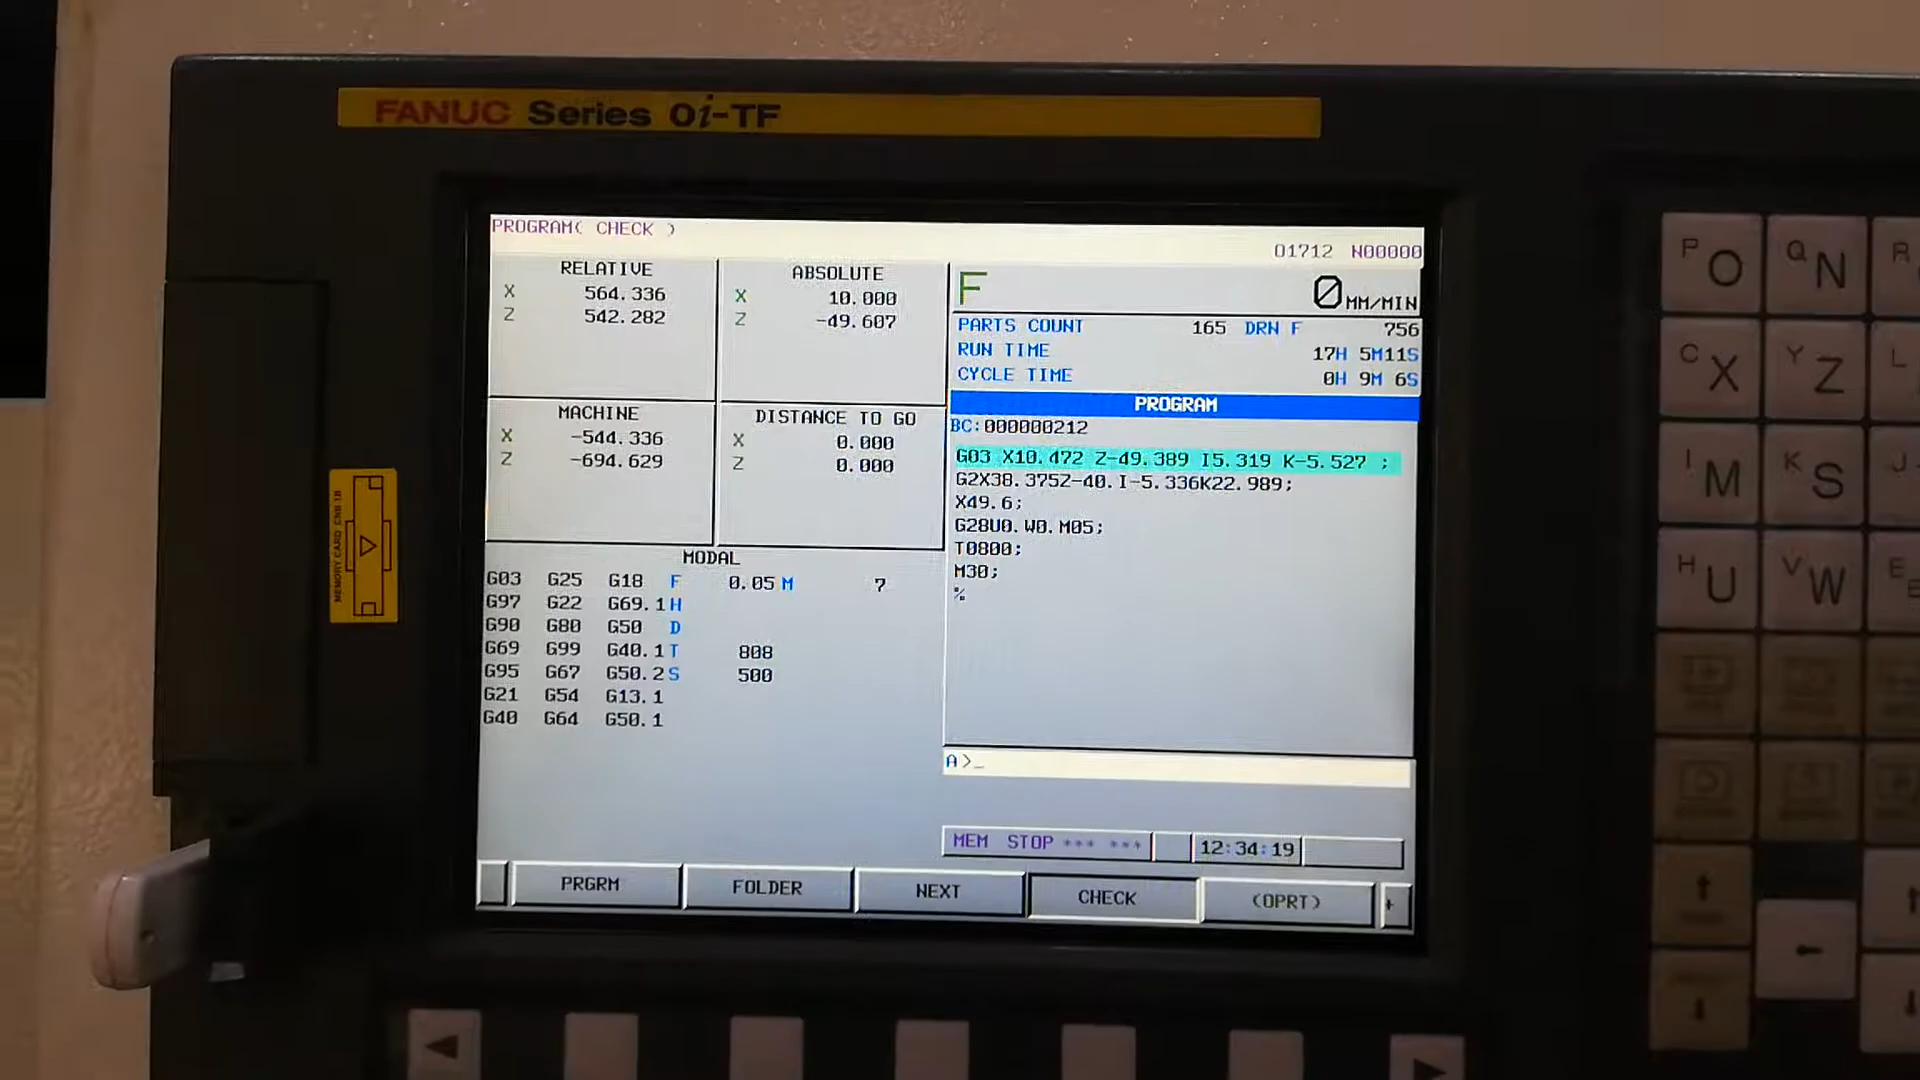 FANUC Series 0i-TF
PROGRAM( CHECK )
O1712 N00000
RELATIVE
X 564.336
Z 542.282
ABSOLUTE
X 10.000
Z -49.607
MACHINE
X -544.336
Z -694.629
DISTANCE TO GO
X 0.000
Z 0.000
F 0 MM/MIN
PARTS COUNT 165 DRN F 756
RUN TIME 17H 5M11S
CYCLE TIME 0H 9M 6S
PROGRAM
BC:000000212
G03 X10.472 Z-49.389 I5.319 K-5.527 ;
G2X38.375Z-40.I-5.336K22.989;
X49.6;
G28U0.W0.M05;
T0800;
M30;
%
MODAL
G03 G25 G18 F 0.05 M 7
G97 G22 G69.1 H
G90 G80 G50 D
G69 G99 G40.1 T 808
G95 G67 G50.2 S 500
G21 G54 G13.1
G40 G64 G50.1
A>_
MEM STOP *** *** 12:34:19
PRGRM FOLDER NEXT CHECK (OPRT) +
MEMORY CARD CNB 1B
P O Q N R
C X Y Z L
I M K S J
H U V W E